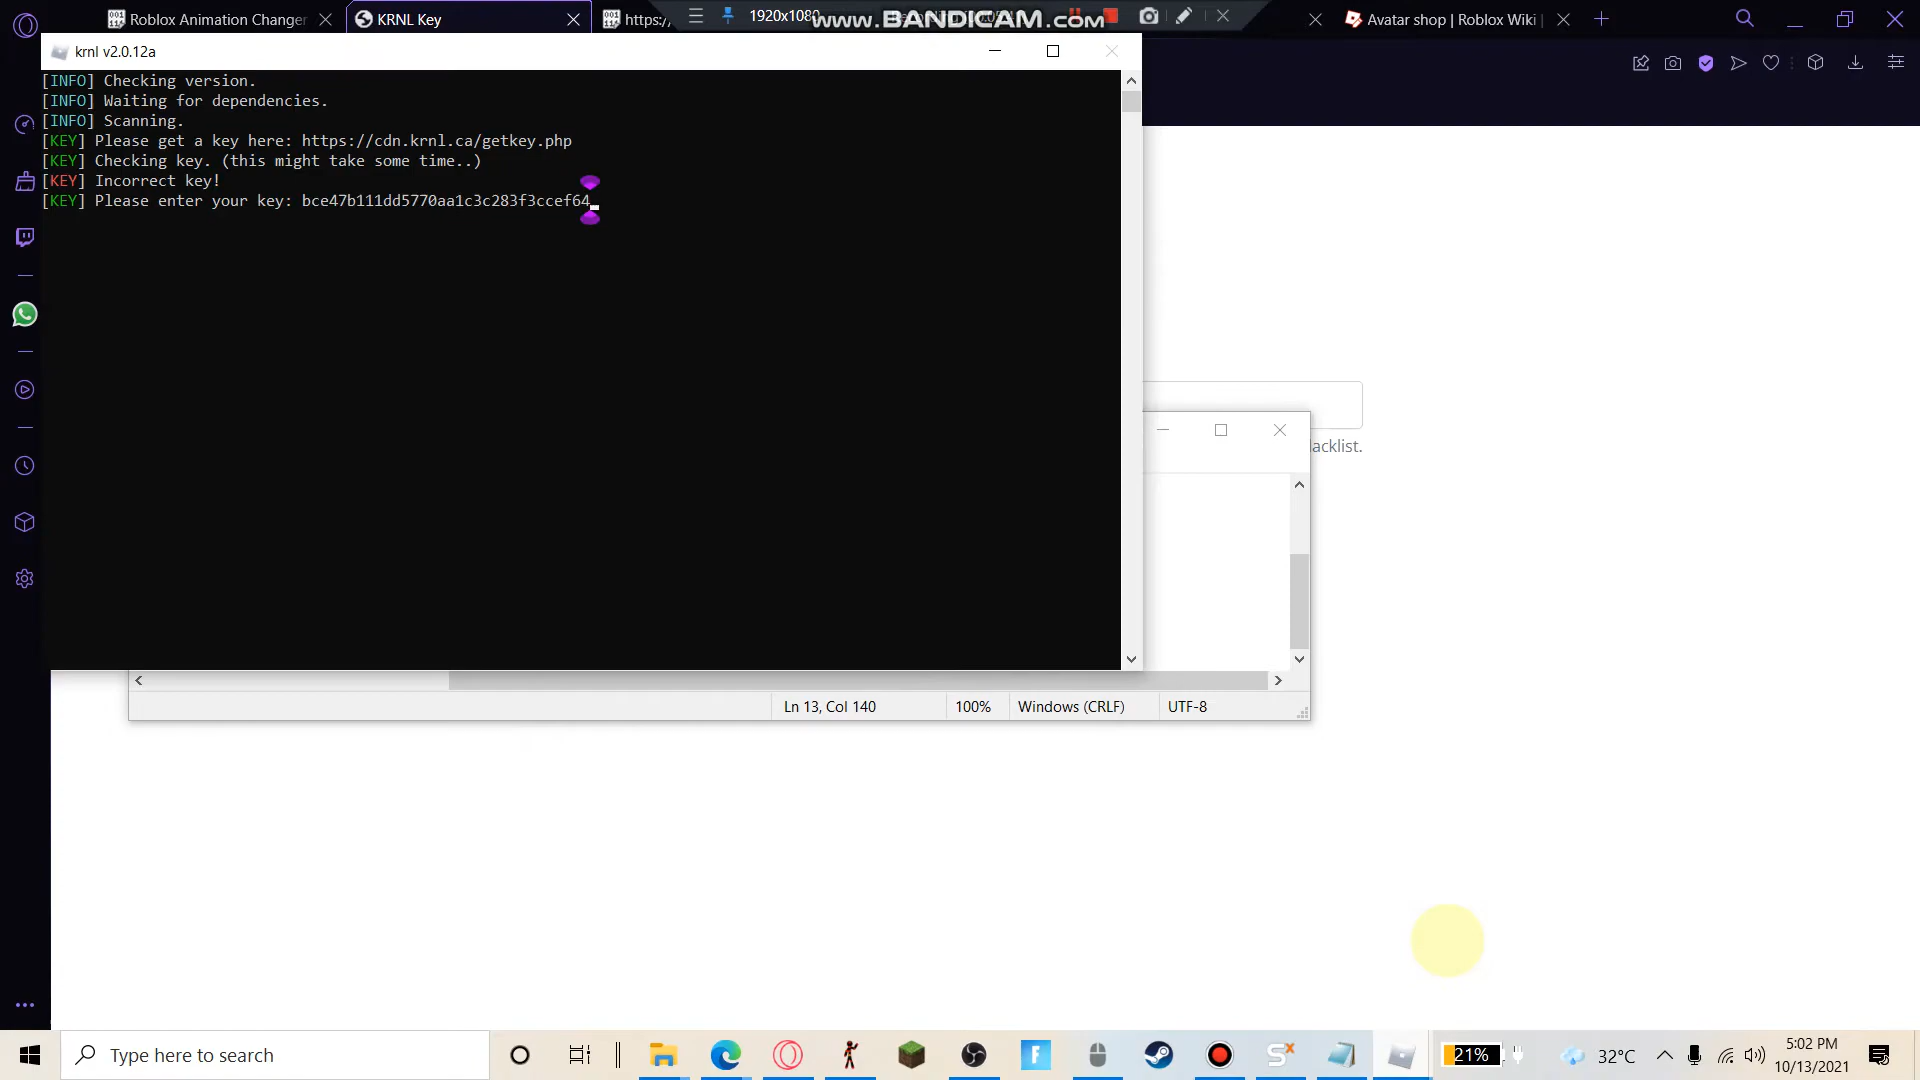 Roblox Animation Changer
KRNL Key
https:/
1920x1080
www.BANDICAM.com
Avatar shop | Roblox Wiki |
krnl v2.0.12a
[INFO] Checking version.
[INFO] Waiting for dependencies.
[INFO] Scanning.
[KEY] Please get a key here: https://cdn.krnl.ca/getkey.php
[KEY] Checking key. (this might take some time..)
[KEY] Incorrect key!
[KEY] Please enter your key: bce47b111dd5770aa1c3c283f3ccef64
lacklist.
Ln 13, Col 140
100%
Windows (CRLF)
UTF-8
Type here to search
21%
32°C
5:02 PM
10/13/2021